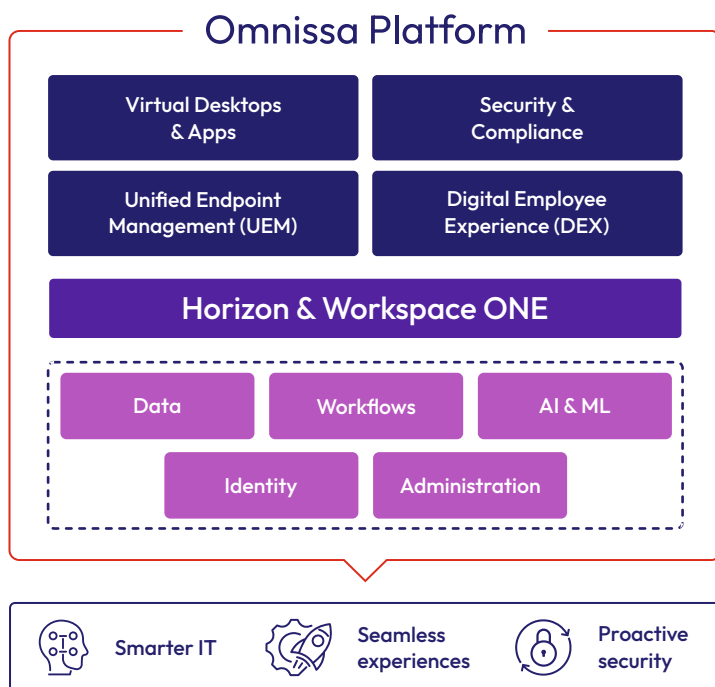 Omnissa Platform
Virtual Desktops
& Apps
Security &
Compliance
Unified Endpoint
Management (UEM)
Digital Employee
Experience (DEX)
Horizon & Workspace ONE
Data
Workflows
AI & ML
Identity
Administration
Smarter IT
Seamless
experiences
Proactive
security